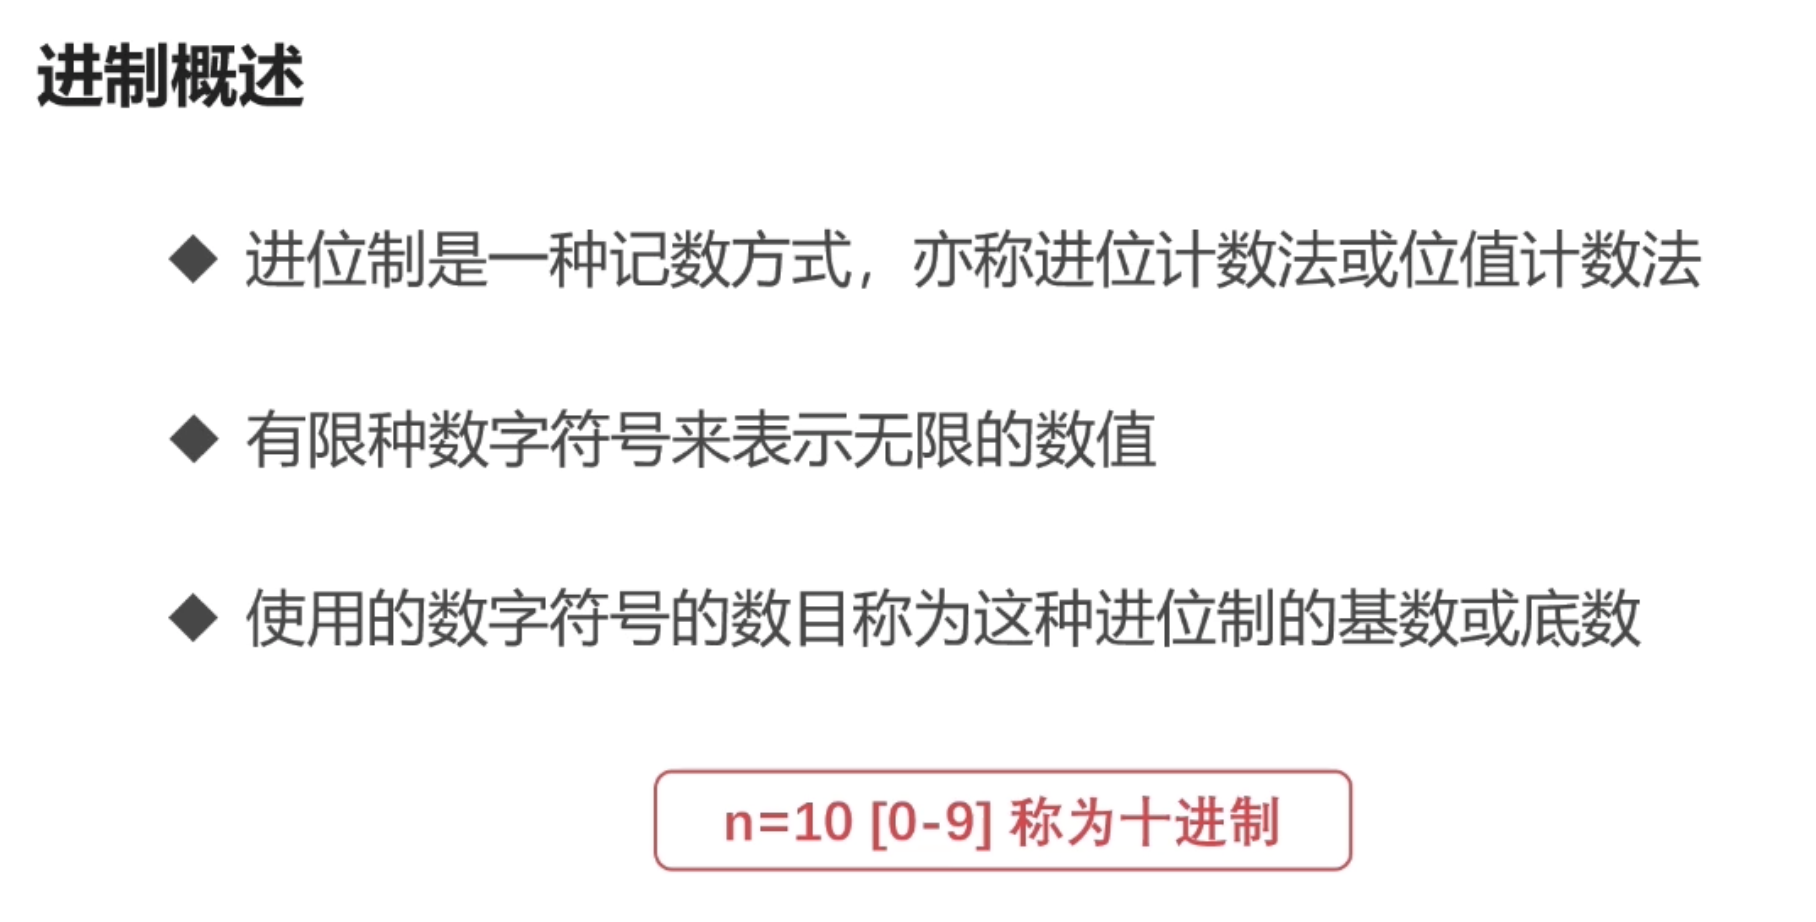 进制概述
◆ 进位制是一种记数方式，亦称进位计数法或位值计数法
◆ 有限种数字符号来表示无限的数值
◆ 使用的数字符号的数目称为这种进位制的基数或底数
n=10 [0-9] 称为十进制